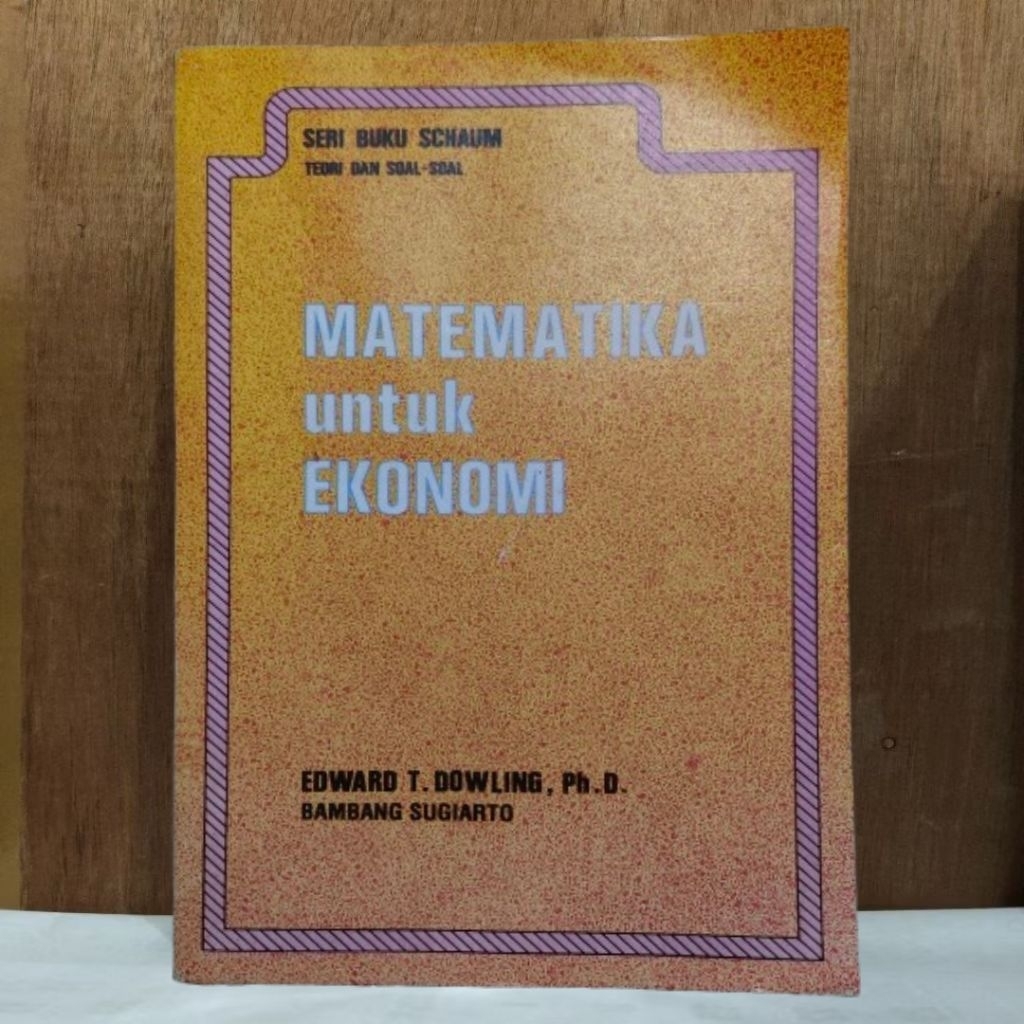 SERI BUKU SCHAUM
TEORI DAN SOAL-SOAL
MATEMATIKA
untuk
EKONOMI
EDWARD T. DOWLING, Ph.D.
BAMBANG SUGIARTO